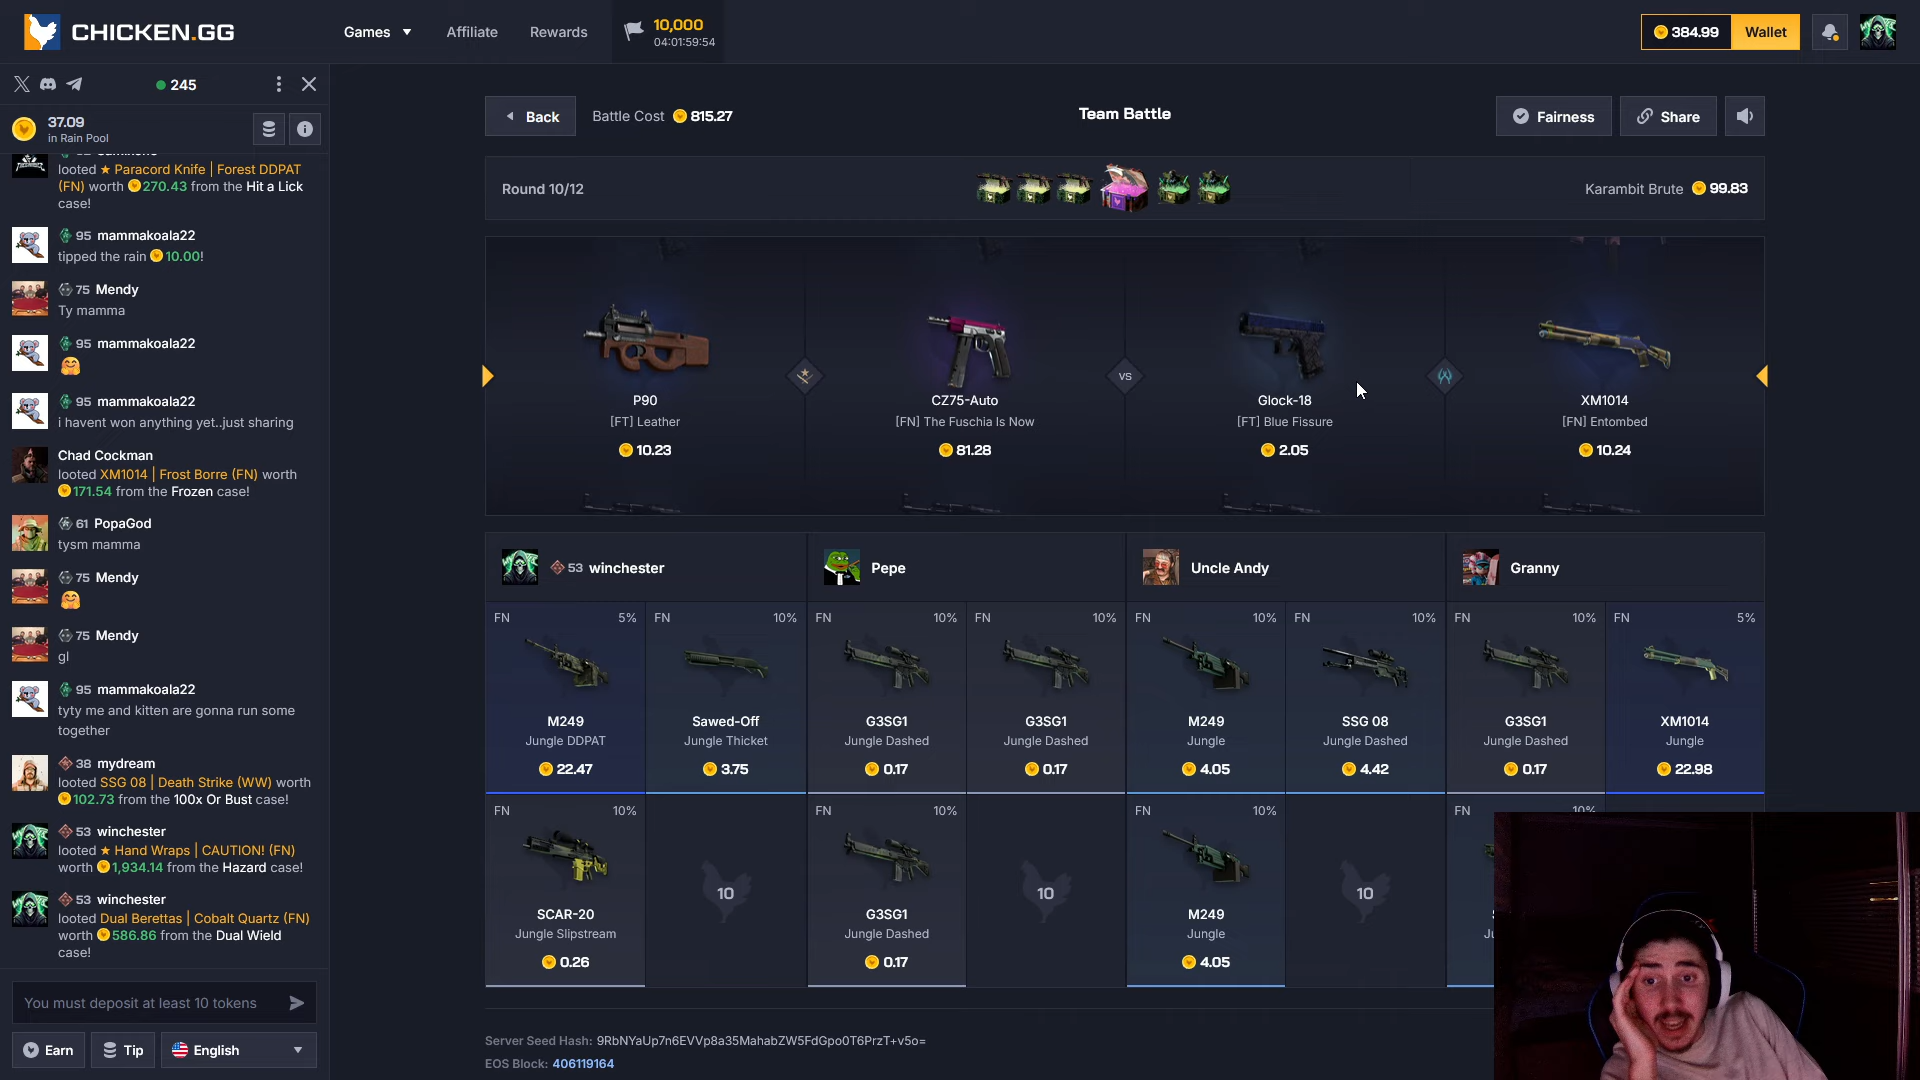 CHICKEN.GG
Games
Affiliate
Rewards
10,000
04:01:59:54
384.99
Wallet
245
37.09
in Rain Pool
looted ★ Paracord Knife | Forest DDPAT
(FN) worth 270.43 from the Hit a Lick
case!
95 mammakoala22
tipped the rain 10.00!
75 Mendy
Ty mamma
95 mammakoala22
95 mammakoala22
i havent won anything yet..just sharing
Chad Cockman
looted XM1014 | Frost Borre (FN) worth
171.54 from the Frozen case!
61 PopaGod
tysm mamma
75 Mendy
75 Mendy
gl
95 mammakoala22
tyty me and kitten are gonna run some
together
38 mydream
looted SSG 08 | Death Strike (WW) worth
102.73 from the 100x Or Bust case!
53 winchester
looted ★ Hand Wraps | CAUTION! (FN)
worth 1,934.14 from the Hazard case!
53 winchester
looted Dual Berettas | Cobalt Quartz (FN)
worth 586.86 from the Dual Wield
case!
You must deposit at least 10 tokens
Earn
Tip
English
Back
Battle Cost 815.27
Team Battle
Fairness
Share
Round 10/12
Karambit Brute 99.83
P90
[FT] Leather
10.23
CZ75-Auto
[FN] The Fuschia Is Now
81.28
VS
Glock-18
[FT] Blue Fissure
2.05
XM1014
[FN] Entombed
10.24
53 winchester
Pepe
Uncle Andy
Granny
FN 5%
M249
Jungle DDPAT
22.47
FN 10%
Sawed-Off
Jungle Thicket
3.75
FN 10%
G3SG1
Jungle Dashed
0.17
FN 10%
G3SG1
Jungle Dashed
0.17
FN 10%
M249
Jungle
4.05
FN 10%
SSG 08
Jungle Dashed
4.42
FN 10%
G3SG1
Jungle Dashed
0.17
FN 5%
XM1014
Jungle
22.98
FN 10%
SCAR-20
Jungle Slipstream
0.26
10
FN 10%
G3SG1
Jungle Dashed
0.17
10
FN 10%
M249
Jungle
4.05
10
FN 10%
Server Seed Hash: 9RbNYaUp7n6EVVp8a35MahabZW5FdGpo0T6PrzT+v5o=
EOS Block: 406119164